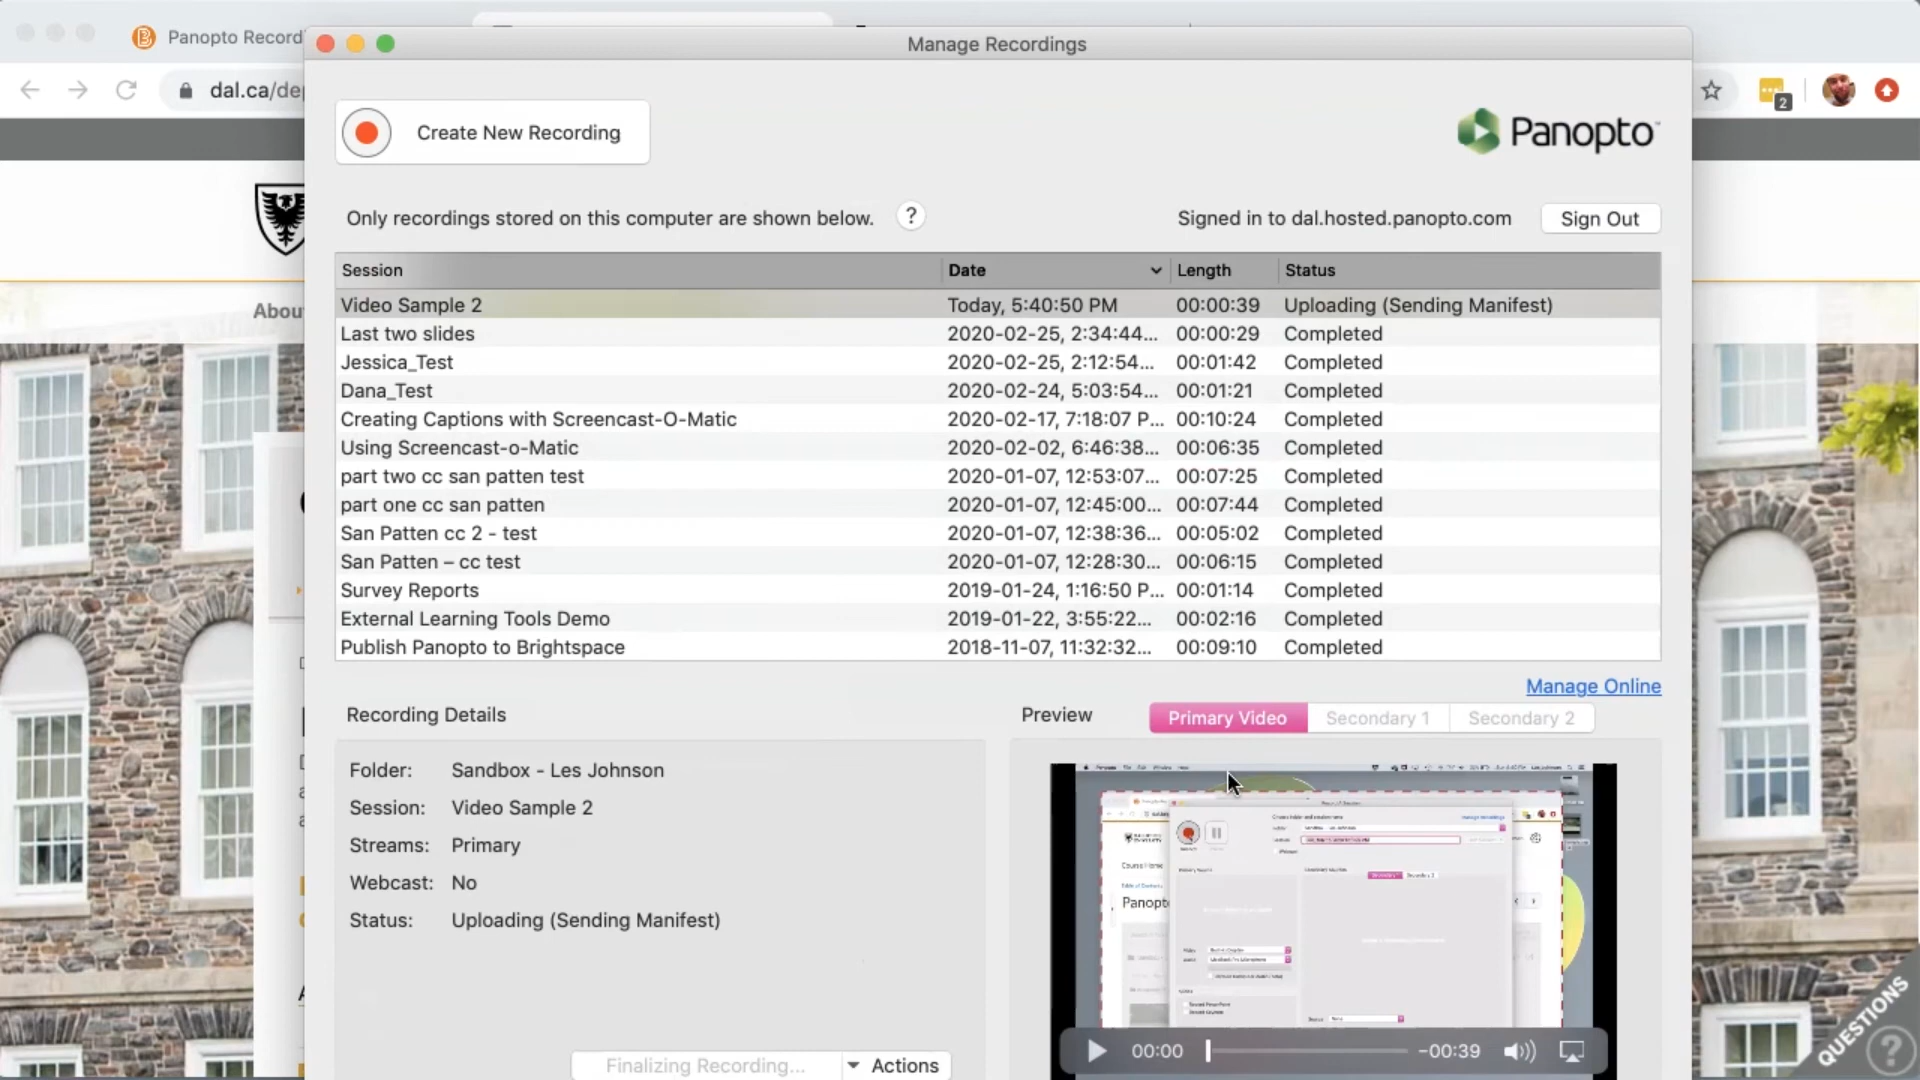 Panopto Recordi
Manage Recordings
dal.ca/dep
2
Create New Recording
Panopto
Only recordings stored on this computer are shown below. ?
Signed in to dal.hosted.panopto.com Sign Out
Session Date Length Status
Video Sample 2 Today, 5:40:50 PM 00:00:39 Uploading (Sending Manifest)
Last two slides 2020-02-25, 2:34:44... 00:00:29 Completed
Jessica_Test 2020-02-25, 2:12:54... 00:01:42 Completed
Dana_Test 2020-02-24, 5:03:54... 00:01:21 Completed
Creating Captions with Screencast-O-Matic 2020-02-17, 7:18:07 P... 00:10:24 Completed
Using Screencast-o-Matic 2020-02-02, 6:46:38... 00:06:35 Completed
part two cc san patten test 2020-01-07, 12:53:07... 00:07:25 Completed
part one cc san patten 2020-01-07, 12:45:00... 00:07:44 Completed
San Patten cc 2 - test 2020-01-07, 12:38:36... 00:05:02 Completed
San Patten – cc test 2020-01-07, 12:28:30... 00:06:15 Completed
Survey Reports 2019-01-24, 1:16:50 P... 00:01:14 Completed
External Learning Tools Demo 2019-01-22, 3:55:22... 00:02:16 Completed
Publish Panopto to Brightspace 2018-11-07, 11:32:32... 00:09:10 Completed
Abou
Manage Online
Recording Details
Preview Primary Video Secondary 1 Secondary 2
Folder: Sandbox - Les Johnson
Session: Video Sample 2
Streams: Primary
Webcast: No
Status: Uploading (Sending Manifest)
Finalizing Recording... Actions
Course Home
Table of Contents
Panopt
00:00 -00:39
QUESTIONS
?